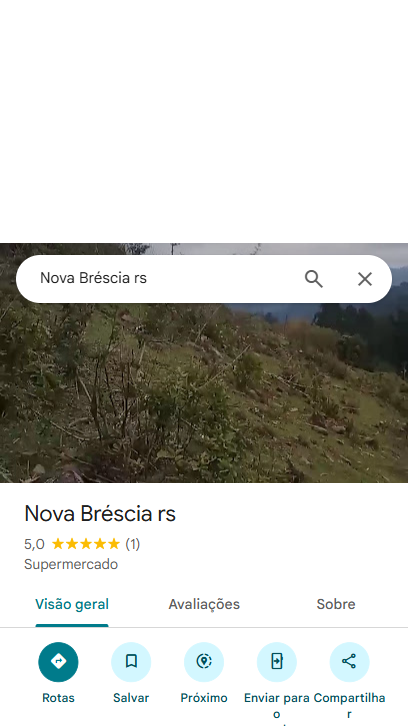 Nova Bréscia rs
Nova Bréscia rs
5,0 (1)
Supermercado
Visão geral Avaliações Sobre
Rotas Salvar Próximo Enviar para o Compartilhar